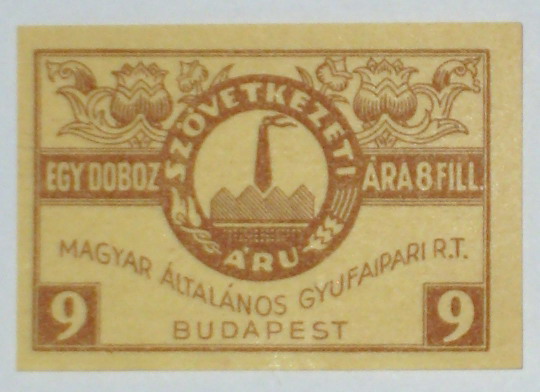 SZÖVETKEZETI
EGY DOBOZ ÁRA 8 FILL.
ÁRU
MAGYAR ÁLTALÁNOS GYUFAIPARI R.T.
9 BUDAPEST 9